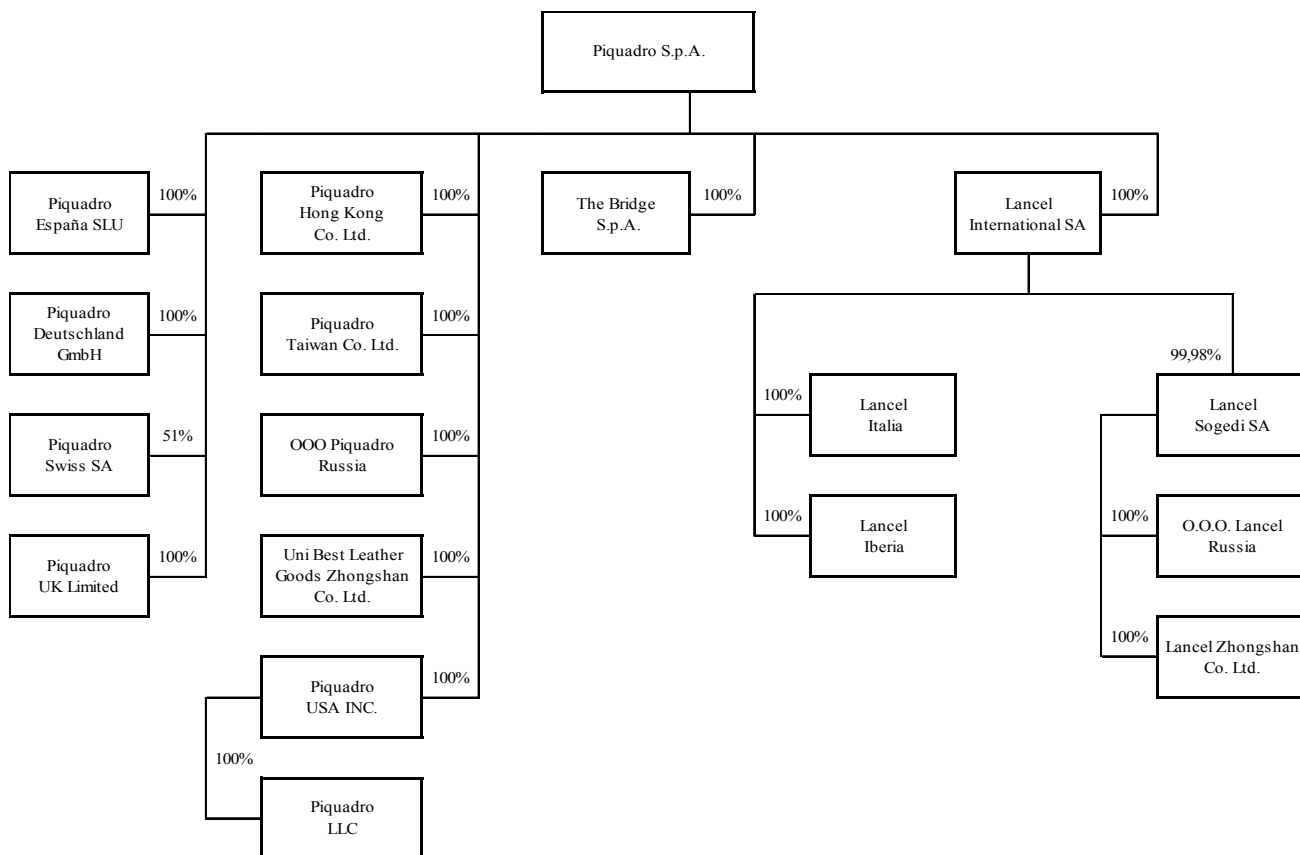 Piquadro S.p.A.
Piquadro
España SLU
100%
Piquadro
Hong Kong
Co. Ltd.
100%
The Bridge
S.p.A.
100%
Lancel
International SA
100%
Piquadro
Deutschland
GmbH
100%
Piquadro
Taiwan Co. Ltd.
100%
99,98%
Piquadro
Swiss SA
51%
OOO Piquadro
Russia
100%
100%
Lancel
Italia
Lancel
Sogedi SA
Piquadro
UK Limited
100%
Uni Best Leather
Goods Zhongshan
Co. Ltd.
100%
100%
Lancel
Iberia
100%
O.O.O. Lancel
Russia
Piquadro
USA INC.
100%
100%
Lancel Zhongshan
Co. Ltd.
100%
Piquadro
LLC